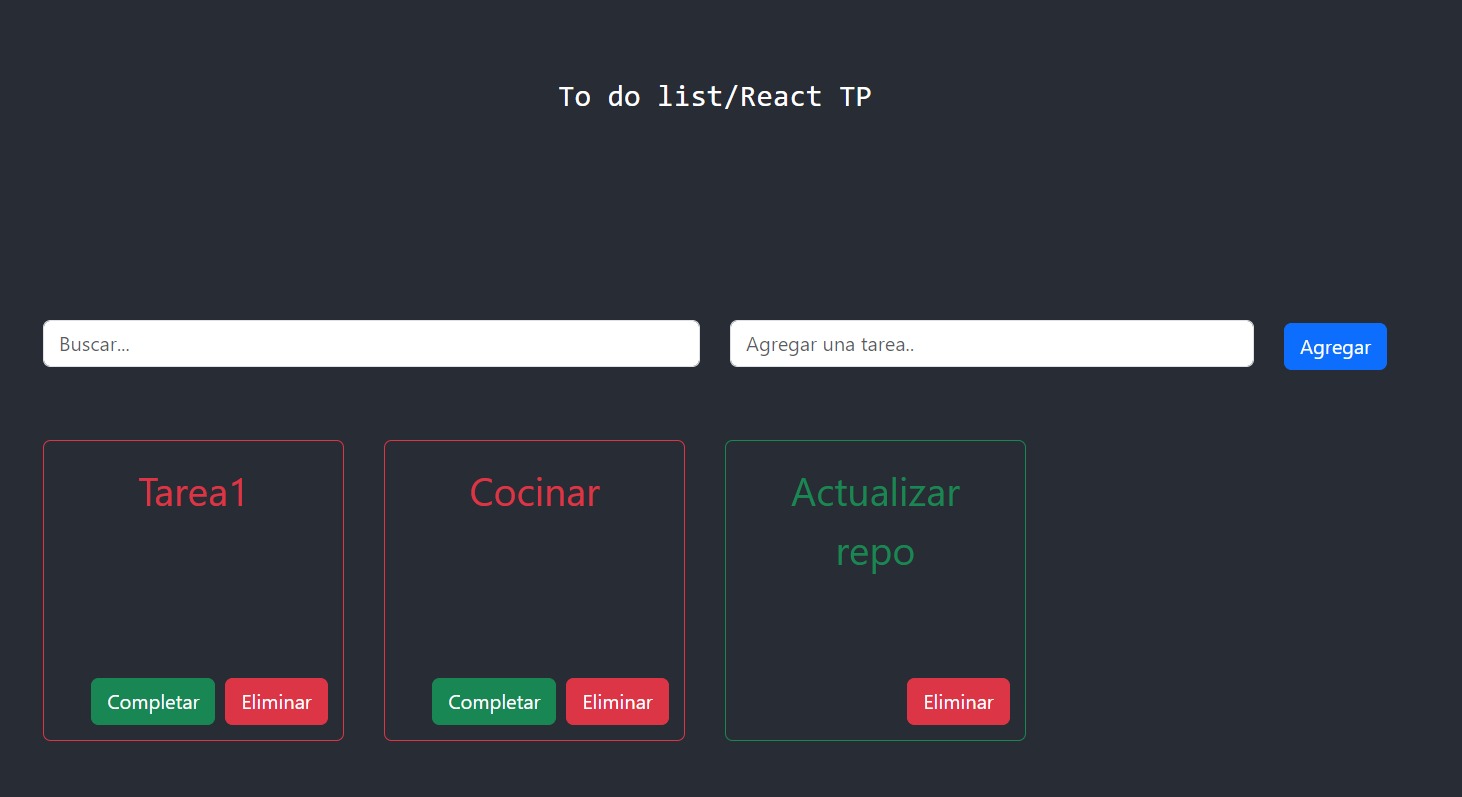 To do list/React TP
Buscar...
Agregar una tarea..
Agregar
Tarea1
Completar
Eliminar
Cocinar
Completar
Eliminar
Actualizar
repo
Eliminar